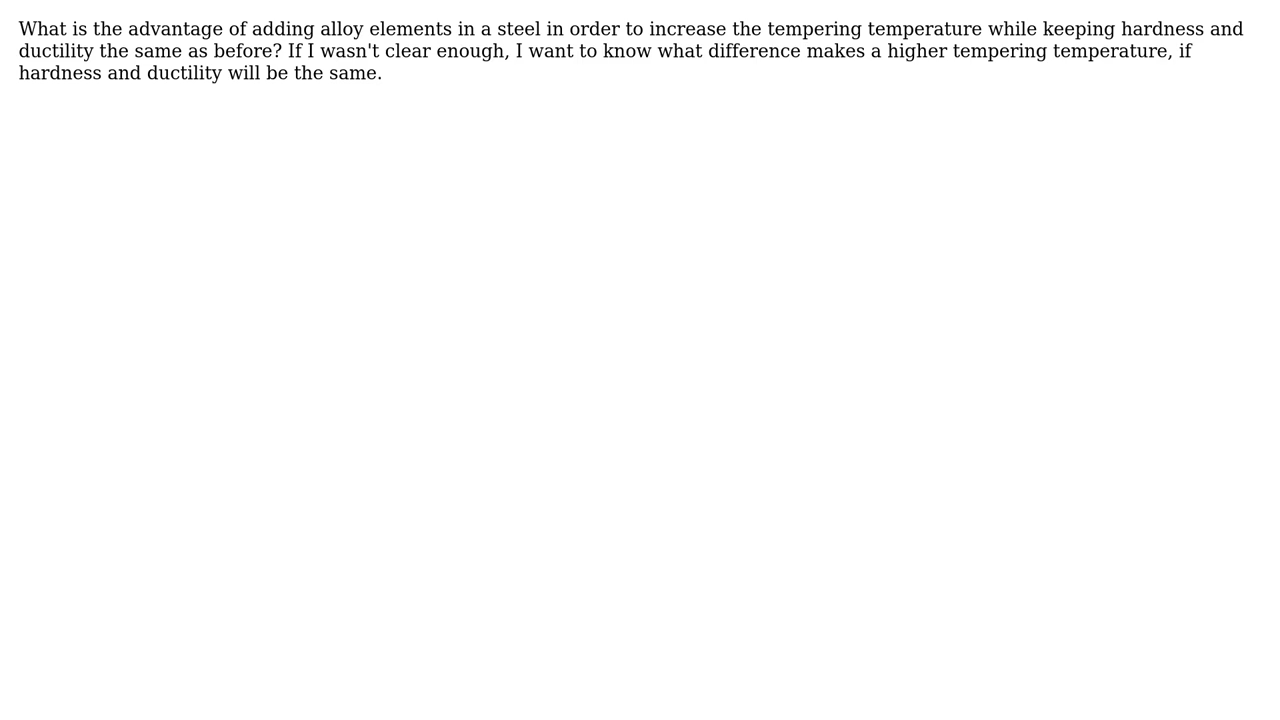 What is the advantage of adding alloy elements in a steel in order to increase the tempering temperature while keeping hardness and
ductility the same as before? If I wasn't clear enough, I want to know what difference makes a higher tempering temperature, if
hardness and ductility will be the same.